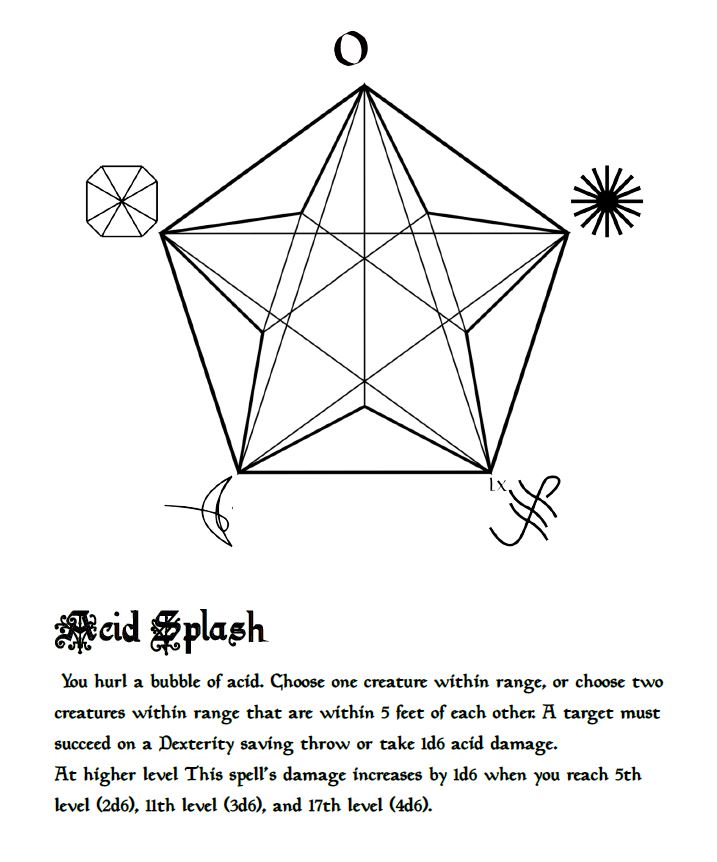 O
1x
Acid Splash
You hurl a bubble of acid. Choose one creature within range, or choose two
creatures within range that are within 5 feet of each other. A target must
succeed on a Dexterity saving throw or take 1d6 acid damage.
At higher level This spell's damage increases by 1d6 when you reach 5th
level (2d6), 11th level (3d6), and 17th level (4d6).